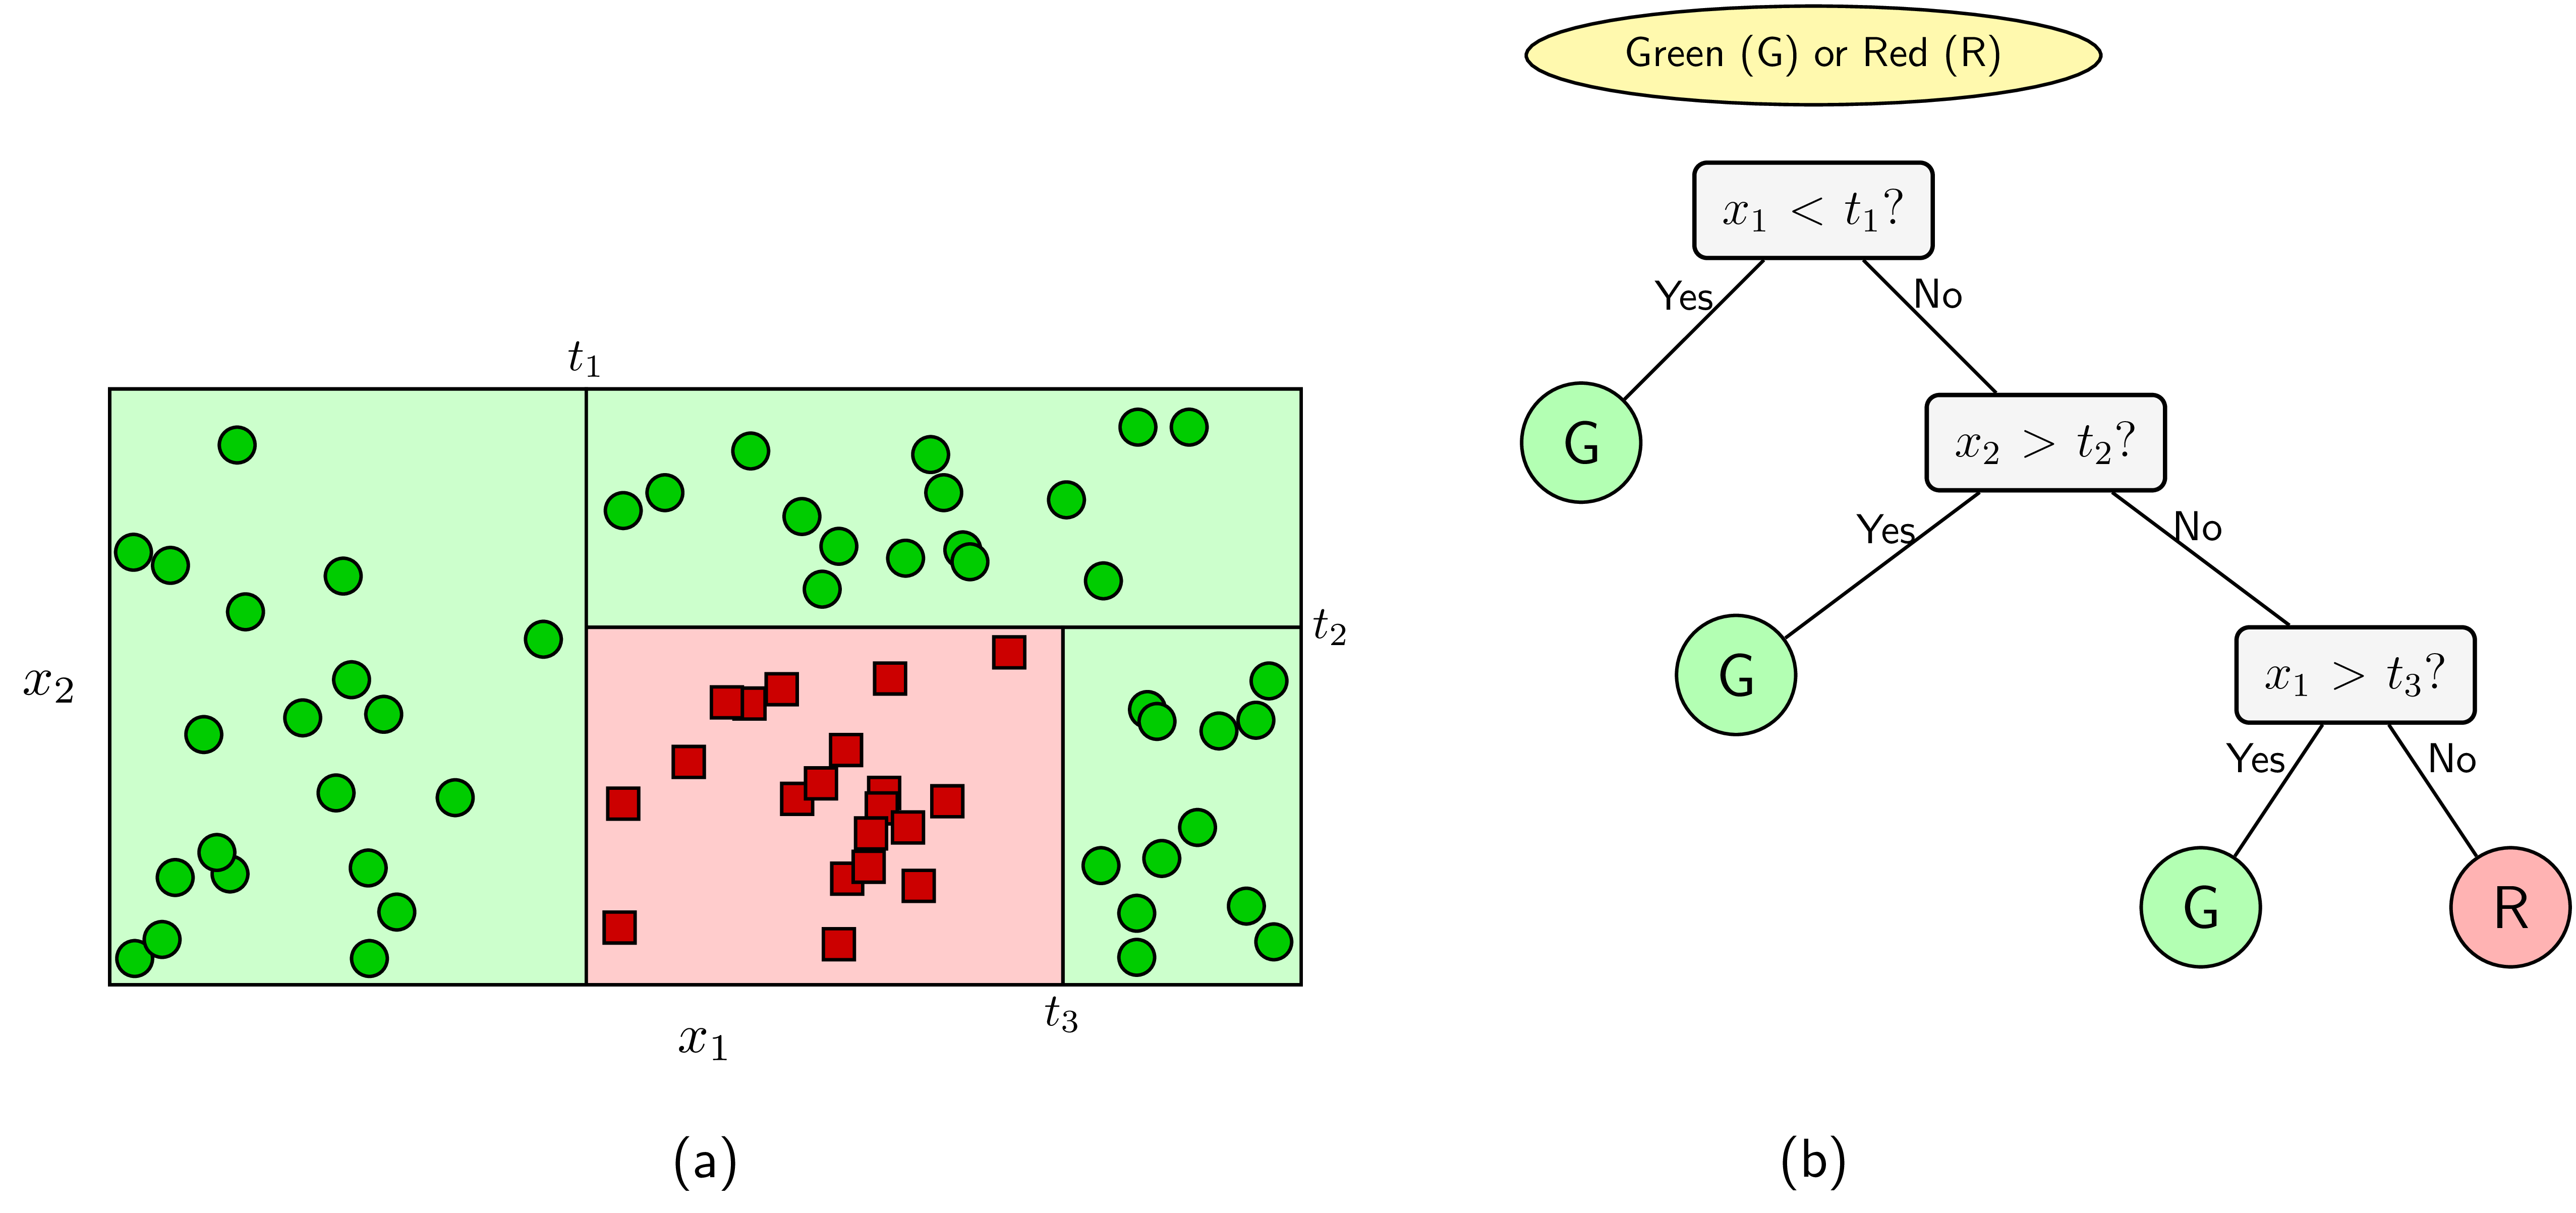 t₁
t₂
x₂
t₃
x₁
(a)
Green (G) or Red (R)
x₁ < t₁?
Yes
No
G
x₂ > t₂?
Yes
No
G
x₁ > t₃?
Yes
No
G
R
(b)